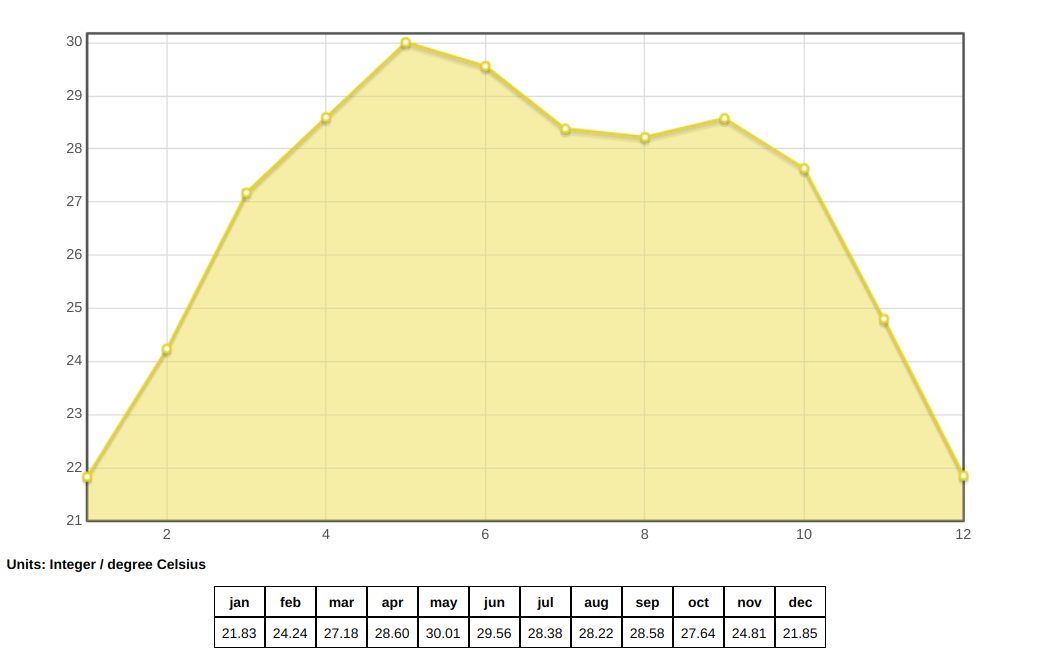 30
29
28
27
26
25
24
23
22
21
2 4 6 8 10 12
Units: Integer / degree Celsius
jan feb mar apr may jun jul aug sep oct nov dec
21.83 24.24 27.18 28.60 30.01 29.56 28.38 28.22 28.58 27.64 24.81 21.85